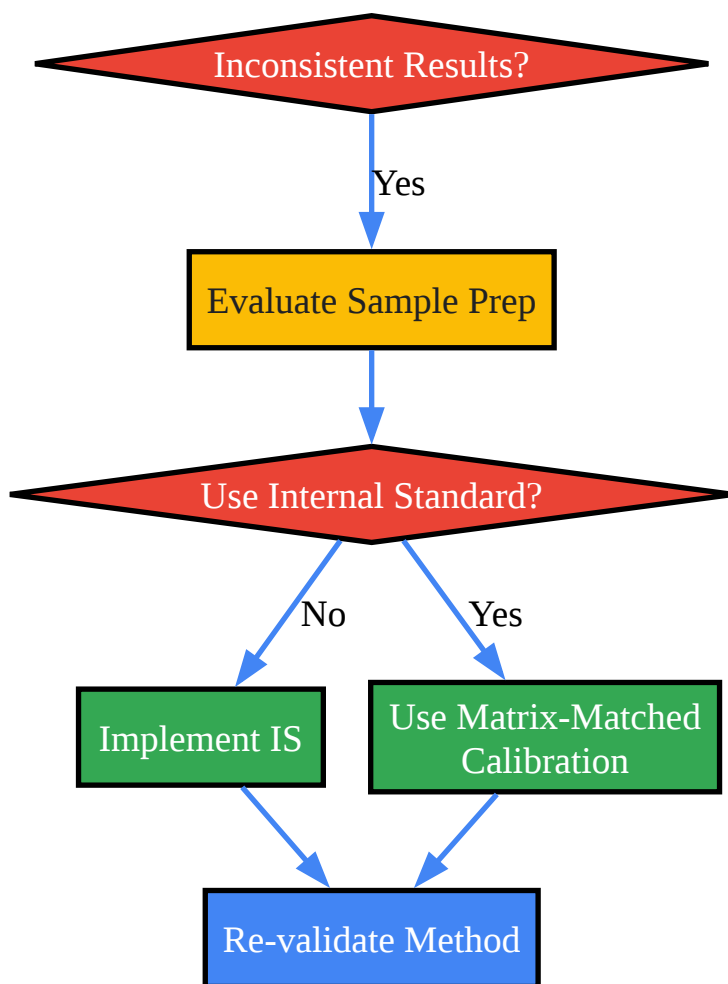 Inconsistent Results?
Yes
Evaluate Sample Prep
Use Internal Standard?
No
Yes
Implement IS
Use Matrix-Matched
Calibration
Re-validate Method